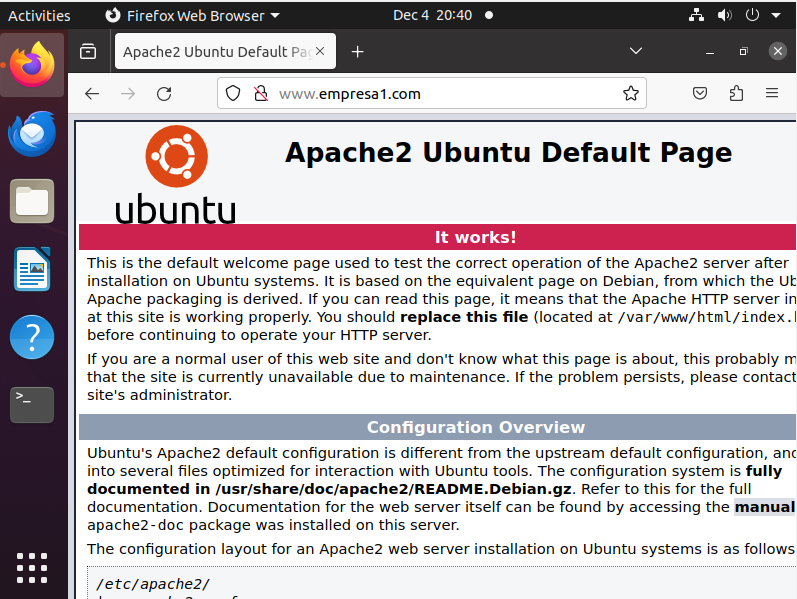 Activities Firefox Web Browser Dec 4 20:40
Apache2 Ubuntu Default Pag
www.empresa1.com
ubuntu
Apache2 Ubuntu Default Page
It works!
This is the default welcome page used to test the correct operation of the Apache2 server after
installation on Ubuntu systems. It is based on the equivalent page on Debian, from which the Ub
Apache packaging is derived. If you can read this page, it means that the Apache HTTP server in
at this site is working properly. You should replace this file (located at /var/www/html/index.
before continuing to operate your HTTP server.
If you are a normal user of this web site and don't know what this page is about, this probably m
that the site is currently unavailable due to maintenance. If the problem persists, please contact
site's administrator.
Configuration Overview
Ubuntu's Apache2 default configuration is different from the upstream default configuration, and
into several files optimized for interaction with Ubuntu tools. The configuration system is fully
documented in /usr/share/doc/apache2/README.Debian.gz. Refer to this for the full
documentation. Documentation for the web server itself can be found by accessing the manual
apache2-doc package was installed on this server.
The configuration layout for an Apache2 web server installation on Ubuntu systems is as follows
/etc/apache2/